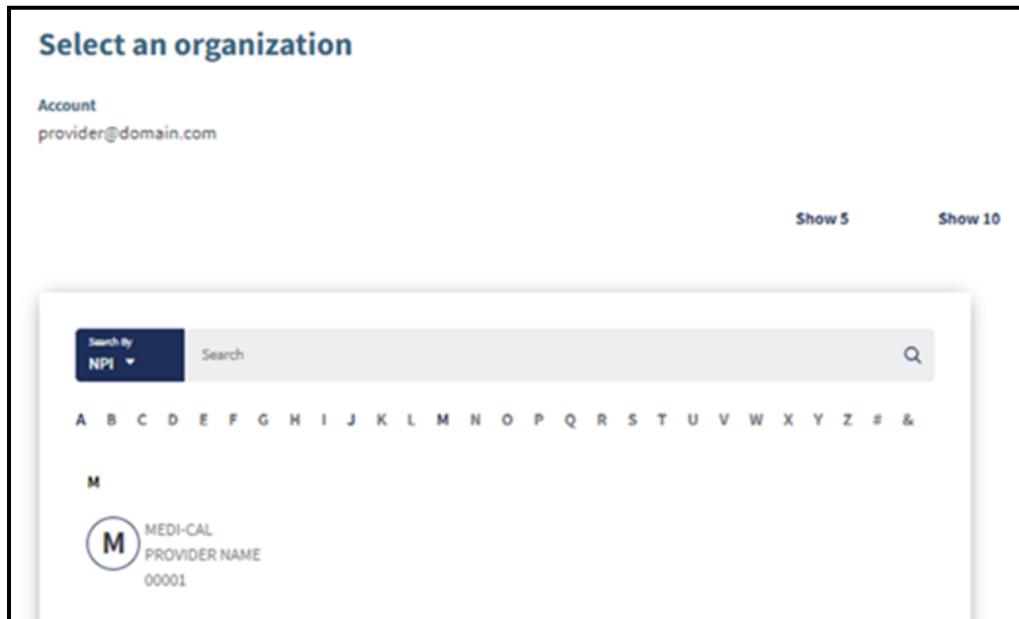 Select an organization
Account
provider@domain.com
Show 5 Show 10
Search By
NPI
Search
A B C D E F G H I J K L M N O P Q R S T U V W X Y Z # &
M
M
MEDI-CAL
PROVIDER NAME
00001